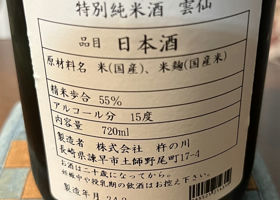 特別純米酒 雲仙
品目 日本酒
原材料名 米(国産)、米麹(国産米)
精米歩合 55%
アルコール分 15度
内容量 720ml
製造者 株式会社 杵の川
長崎県諫早市土師野尾町17-4
お酒は二十歳になってから。
妊娠中や授乳期の飲酒はお控え下さい。
製造年月 24.9